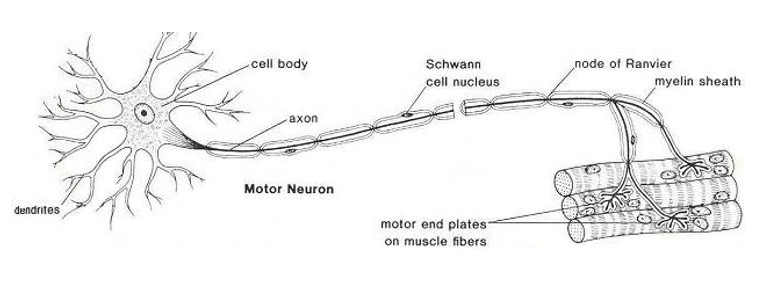 cell body
Schwann
cell nucleus
node of Ranvier
myelin sheath
axon
Motor Neuron
dendrites
motor end plates
on muscle fibers